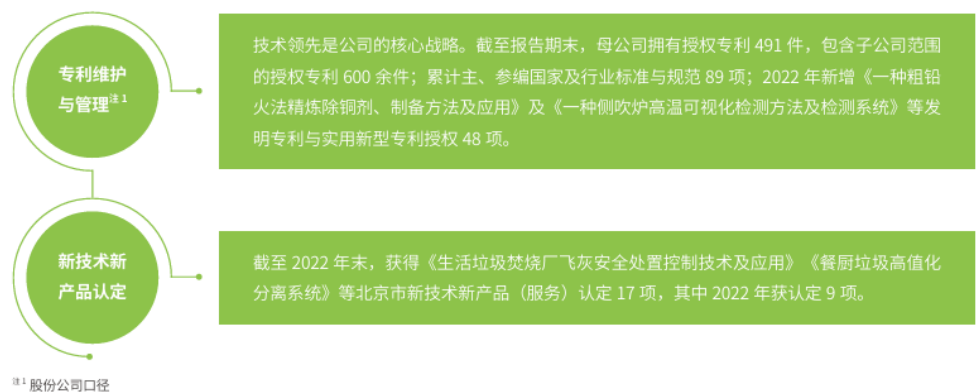 专利维护
与管理注1
技术领先是公司的核心战略。截至报告期末，母公司拥有授权专利 491 件，包含子公司范围
的授权专利 600 余件；累计主、参编国家及行业标准与规范 89 项；2022 年新增《一种粗铅
火法精炼除铜剂、制备方法及应用》及《一种侧吹炉高温可视化检测方法及检测系统》等发
明专利与实用新型专利授权 48 项。
新技术新
产品认定
截至 2022 年末，获得《生活垃圾焚烧厂飞灰安全处置控制技术及应用》《餐厨垃圾高值化
分离系统》等北京市新技术新产品（服务）认定 17 项，其中 2022 年获认定 9 项。
注1 股份公司口径